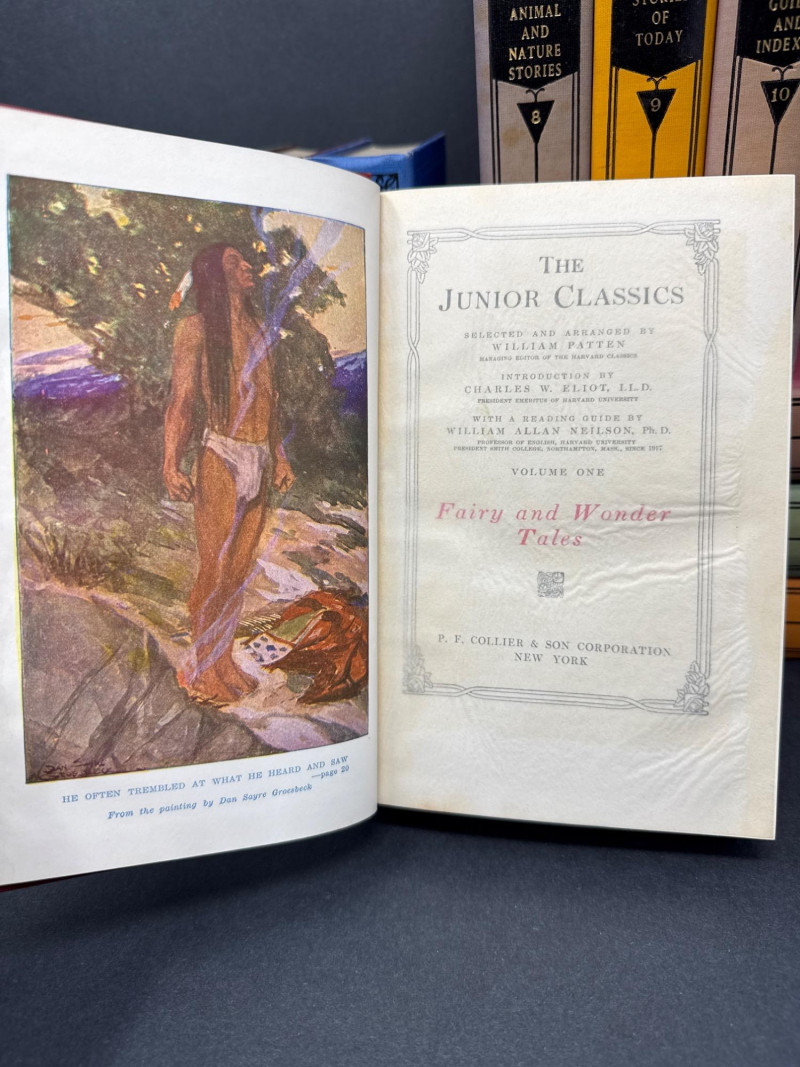 ANIMAL
AND
NATURE
STORIES
8
OF
TODAY
9
AND
INDEX
10
HE OFTEN TREMBLED AT WHAT HE HEARD AND SAW
—page 20
From the painting by Dan Sayre Groesbeck
THE
JUNIOR CLASSICS
SELECTED AND ARRANGED BY
WILLIAM PATTEN
MANAGING EDITOR OF THE HARVARD CLASSICS
INTRODUCTION BY
CHARLES W. ELIOT, LL.D.
PRESIDENT EMERITUS OF HARVARD UNIVERSITY
WITH A READING GUIDE BY
WILLIAM ALLAN NEILSON, Ph.D.
PROFESSOR OF ENGLISH, HARVARD UNIVERSITY
PRESIDENT SMITH COLLEGE, NORTHAMPTON, MASS., SINCE 1917
VOLUME ONE
Fairy and Wonder
Tales
P. F. COLLIER & SON CORPORATION
NEW YORK